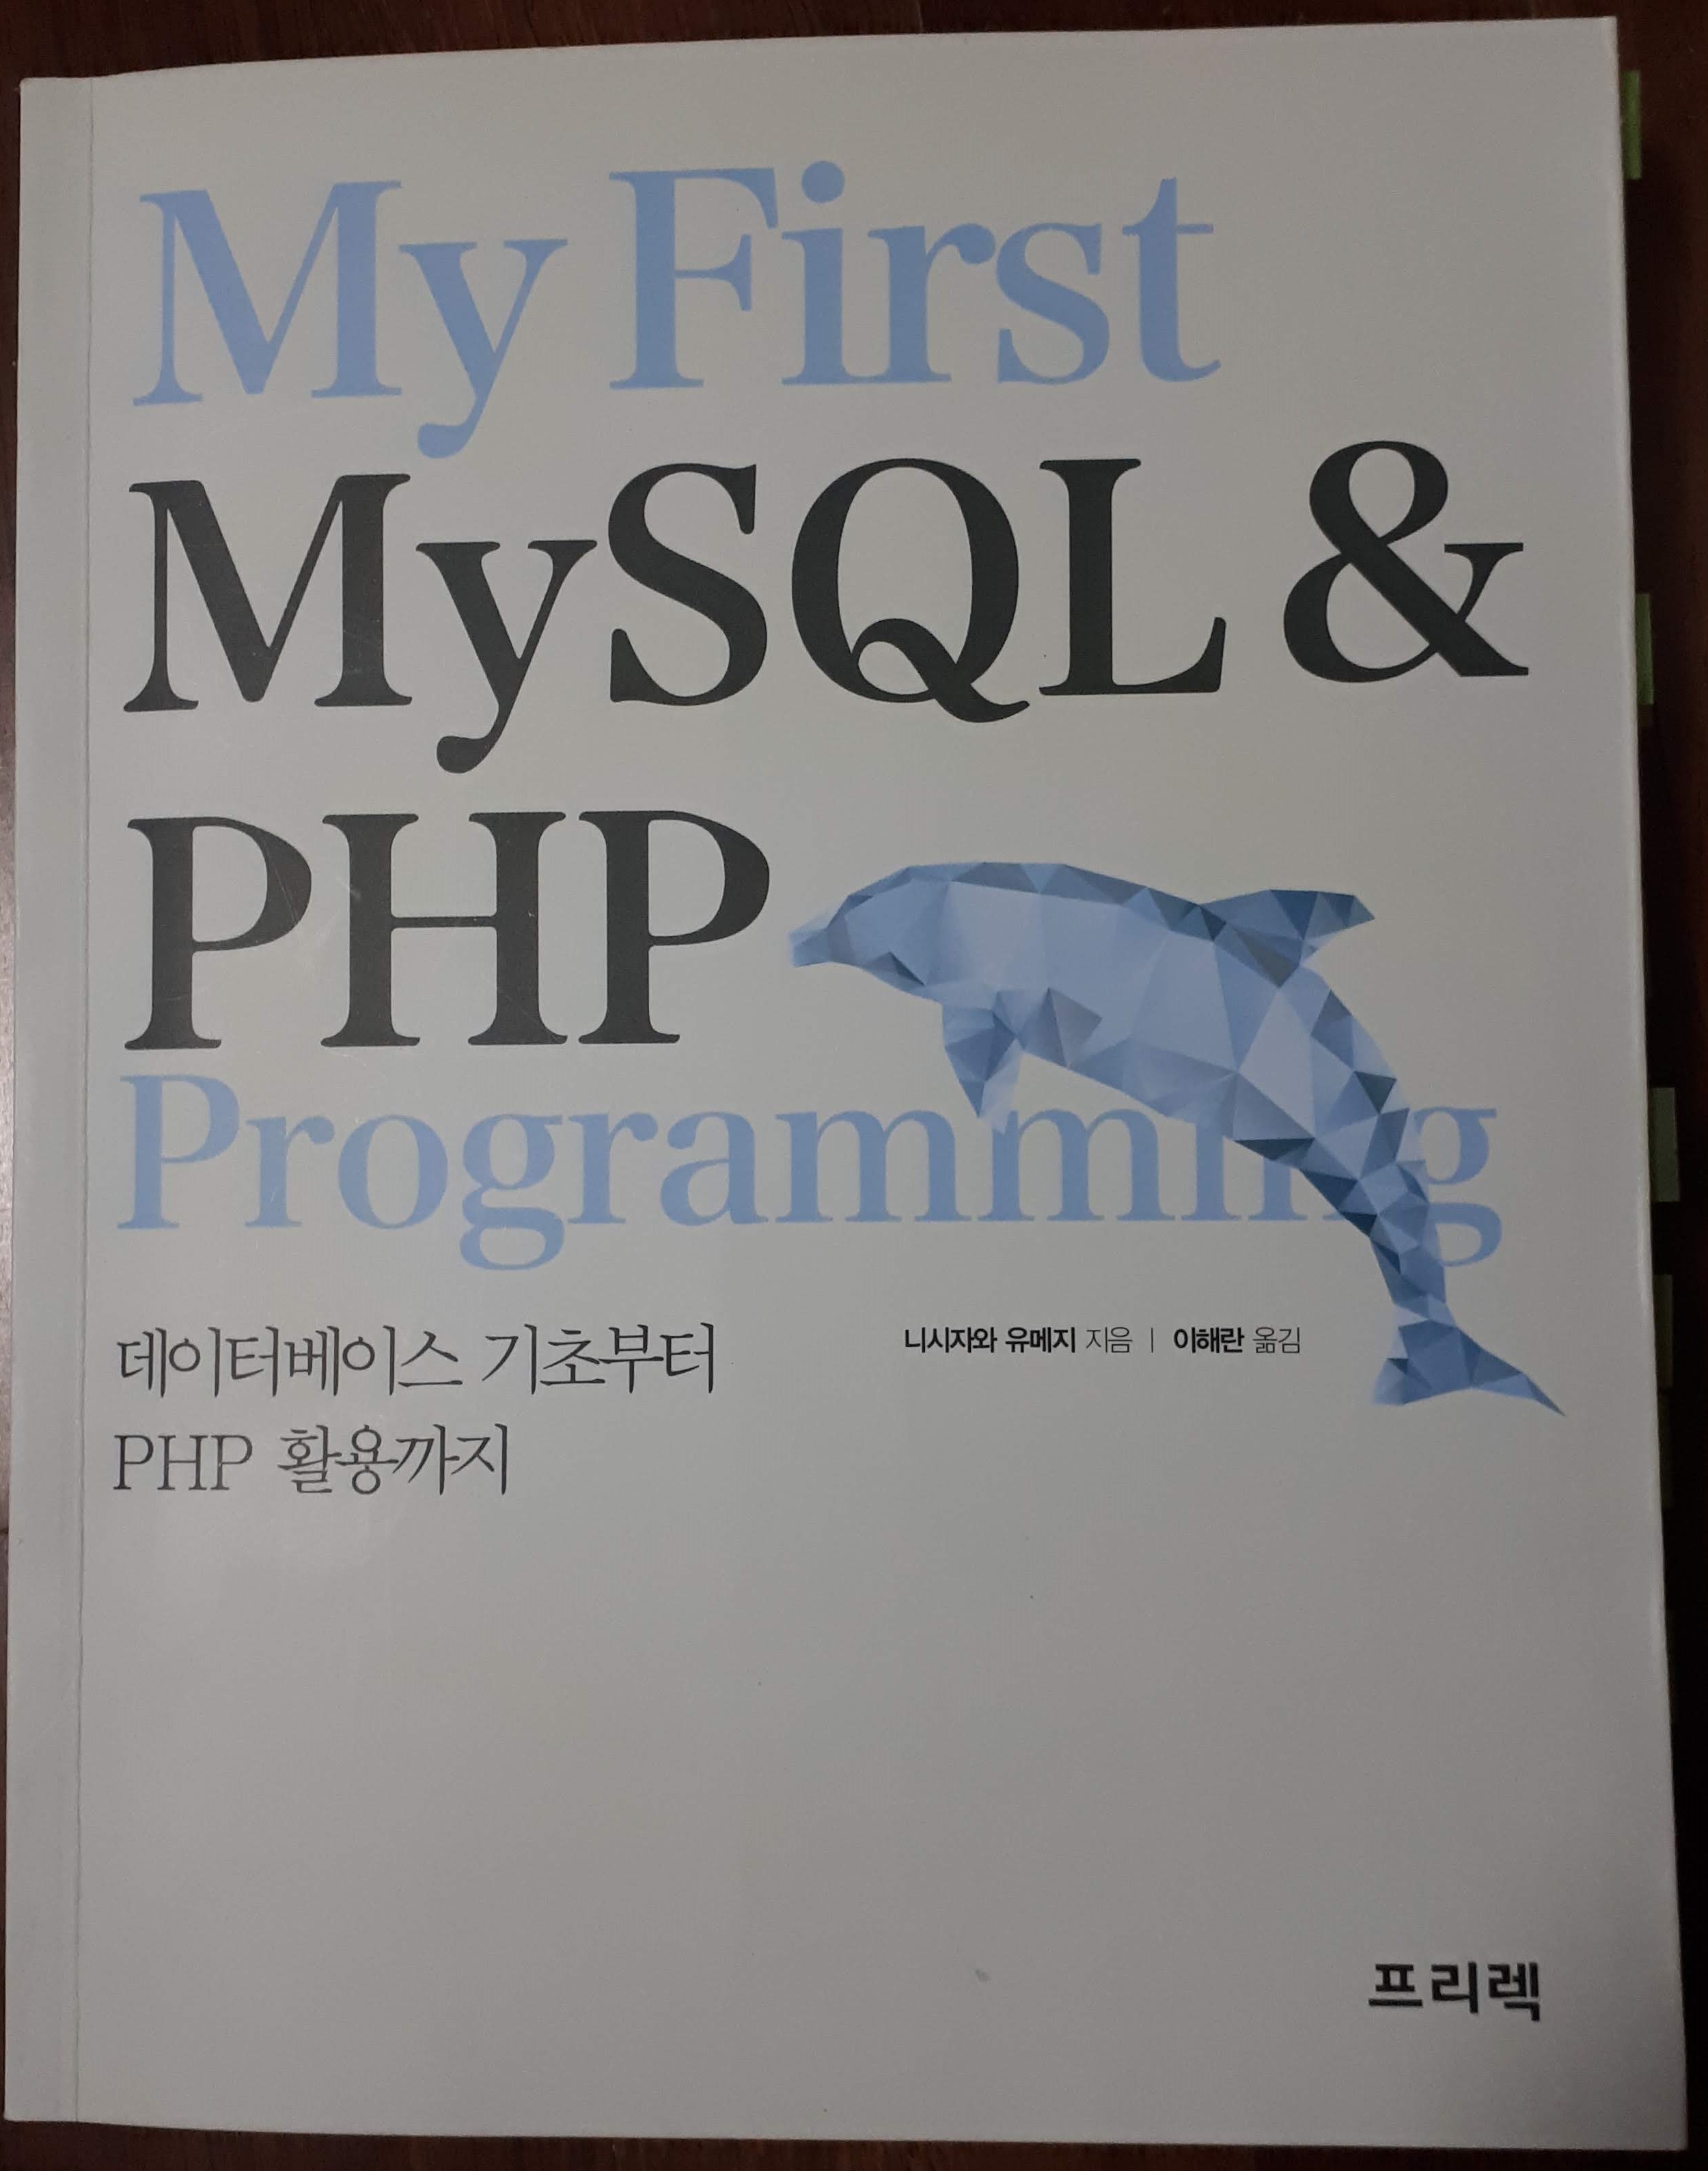 My First
MySQL &
PHP
Programming
데이터베이스 기초부터
PHP 활용까지
니시자와 유메지 지음 | 이해란 옮김
프리렉